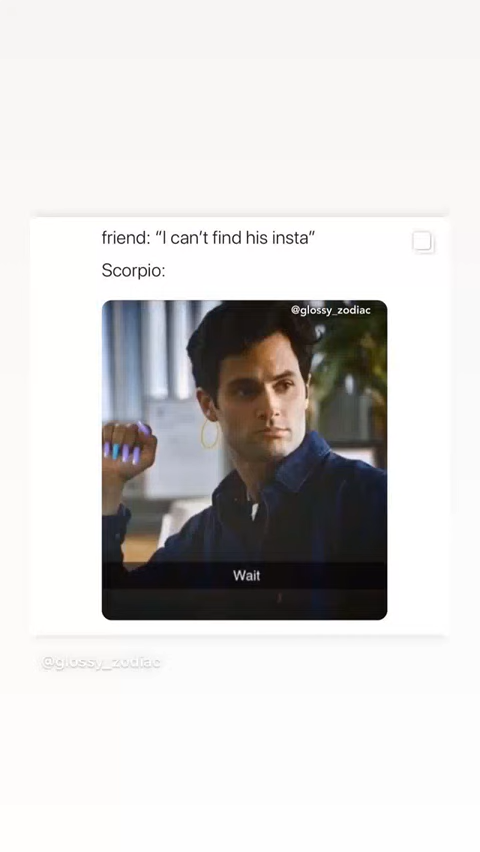 friend: “I can’t find his insta”
Scorpio:
@glossy_zodiac
Wait
@glossy_zodiac